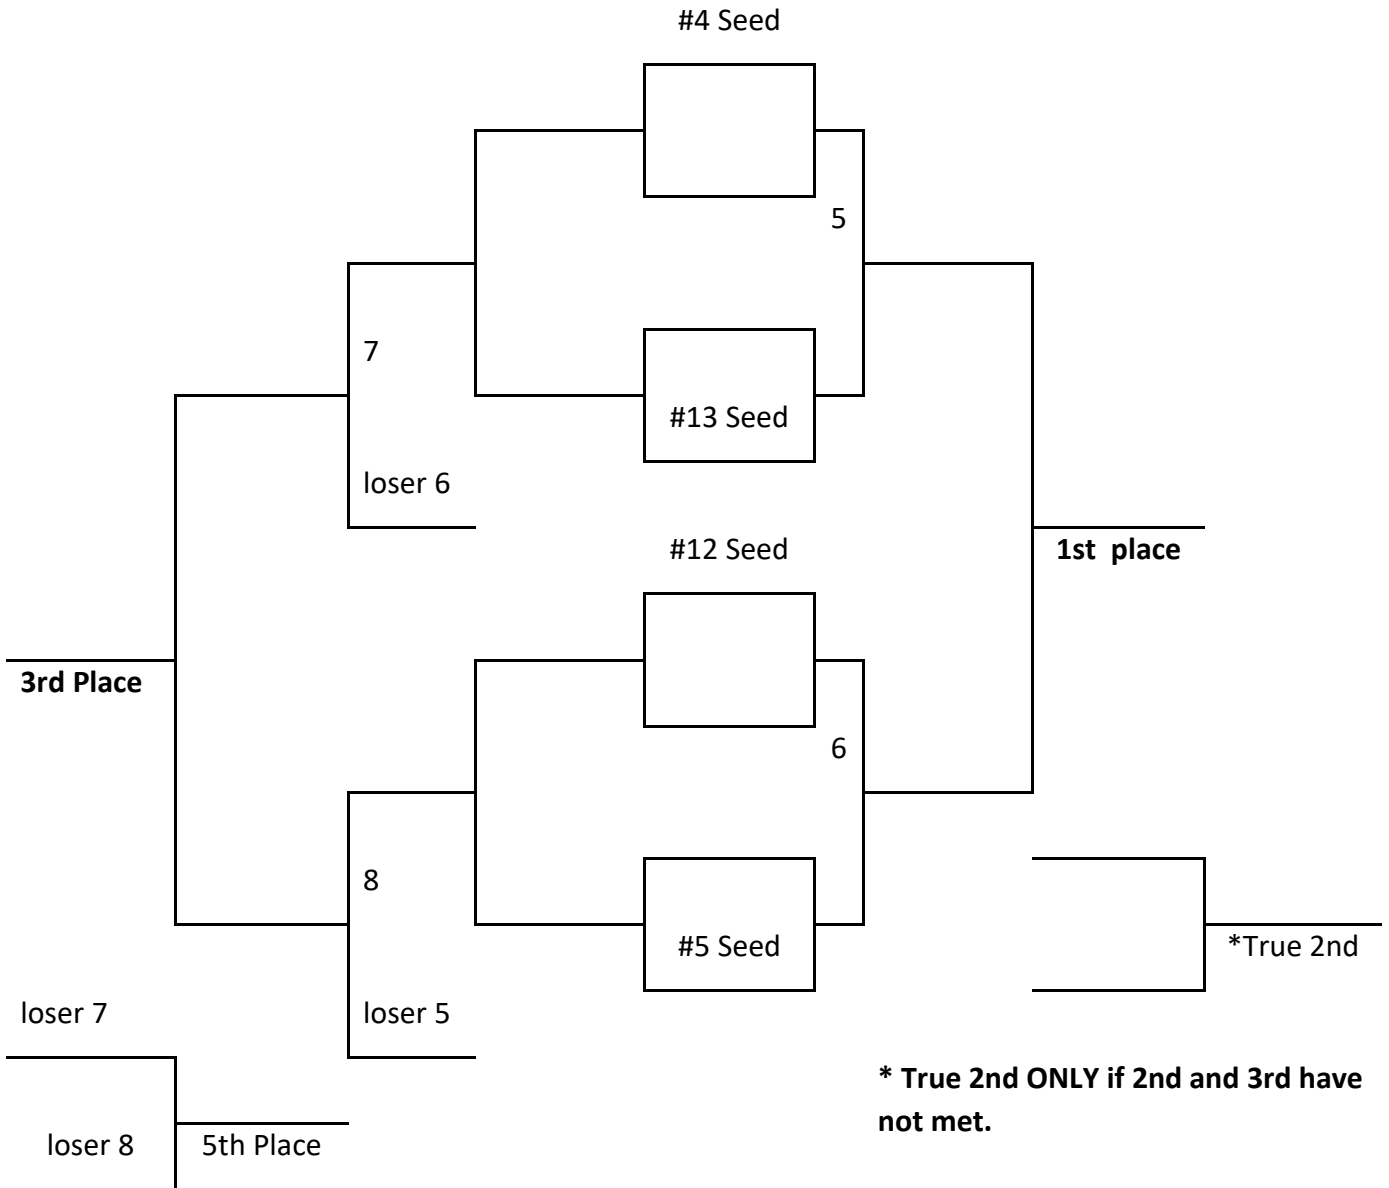 #4 Seed
5
7
#13 Seed
loser 6
#12 Seed
1st  place
3rd Place
6
8
#5 Seed
*True 2nd
loser 7
loser 5
* True 2nd ONLY if 2nd and 3rd have
not met.
loser 8
5th Place